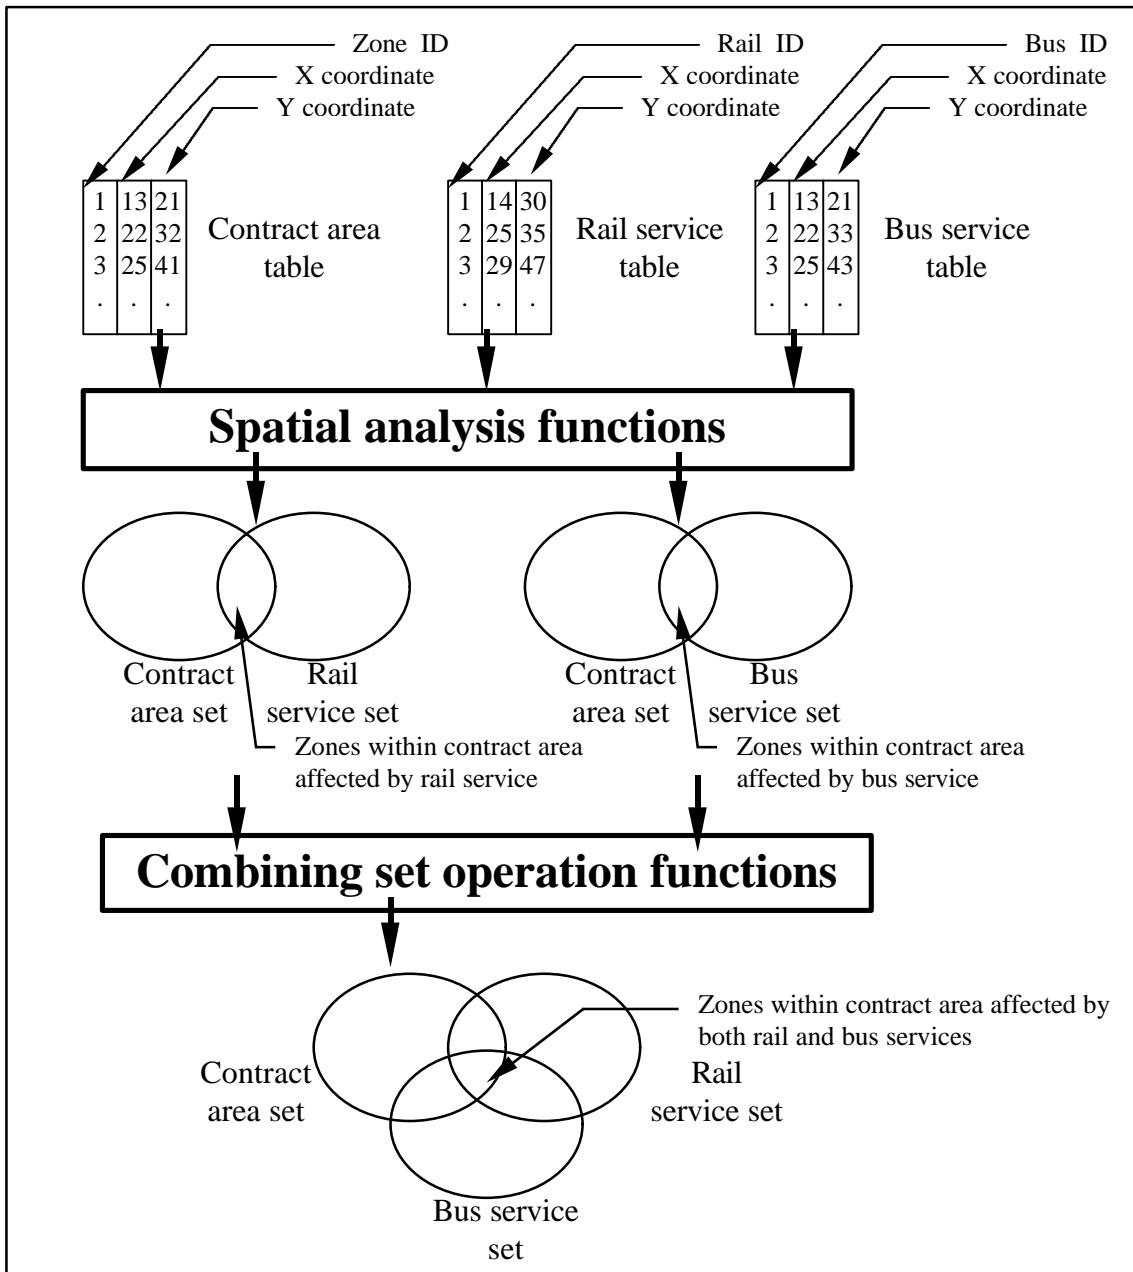 Zone ID Rail ID Bus ID
X coordinate X coordinate X coordinate
Y coordinate Y coordinate Y coordinate
1 13 21 1 14 30 1 13 21
2 22 32 Contract area 2 25 35 Rail service 2 22 33 Bus service
3 25 41 table 3 29 47 table 3 25 43 table
. . . . . . . . .
Spatial analysis functions
Contract Rail Contract Bus
area set service set area set service set
Zones within contract area Zones within contract area
affected by rail service affected by bus service
Combining set operation functions
Zones within contract area affected by
both rail and bus services
Contract Rail
area set service set
Bus service
set